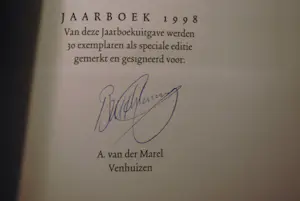 JAARBOEK 1998
Van deze Jaarboekuitgave werden
30 exemplaren als speciale editie
gemerkt en gesigneerd voor:
A. van der Marel
Venhuizen